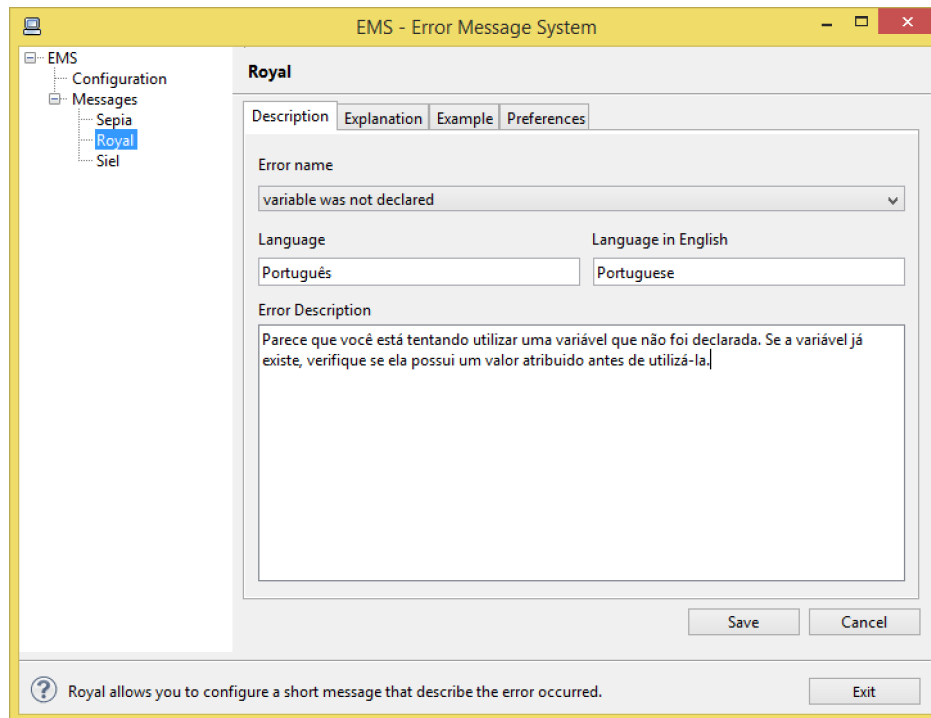 EMS - Error Message System
EMS
Configuration
Messages
Sepia
Royal
Siel
Royal
Description Explanation Example Preferences
Error name
variable was not declared
Language Language in English
Português Portuguese
Error Description
Parece que você está tentando utilizar uma variável que não foi declarada. Se a variável já
existe, verifique se ela possui um valor atribuido antes de utilizá-la.
Save Cancel
Royal allows you to configure a short message that describe the error occurred.
Exit